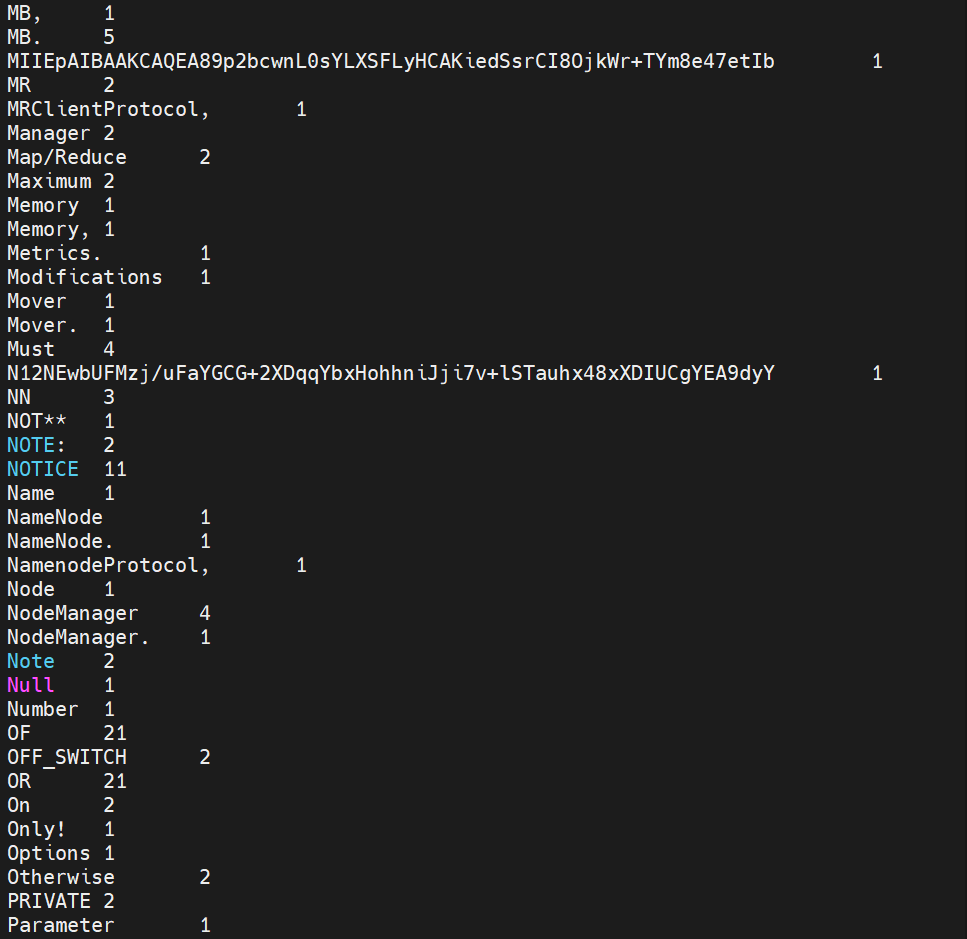 MB,	1
MB.	5
MIIEpAIBAAKCAQEA89p2bcwnL0sYLXSFLyHCAKiedSsrCI8OjkWr+TYm8e47etIb	1
MR	2
MRClientProtocol,	1
Manager	2
Map/Reduce	2
Maximum	2
Memory	1
Memory,	1
Metrics.	1
Modifications	1
Mover	1
Mover.	1
Must	4
N12NEwbUFMzj/uFaYGCG+2XDqqYbxHohhniJji7v+lSTauhx48xXDIUCgYEA9dyY	1
NN	3
NOT**	1
NOTE:	2
NOTICE	11
Name	1
NameNode	1
NameNode.	1
NamenodeProtocol,	1
Node	1
NodeManager	4
NodeManager.	1
Note	2
Null	1
Number	1
OF	21
OFF_SWITCH	2
OR	21
On	2
Only!	1
Options	1
Otherwise	2
PRIVATE	2
Parameter	1